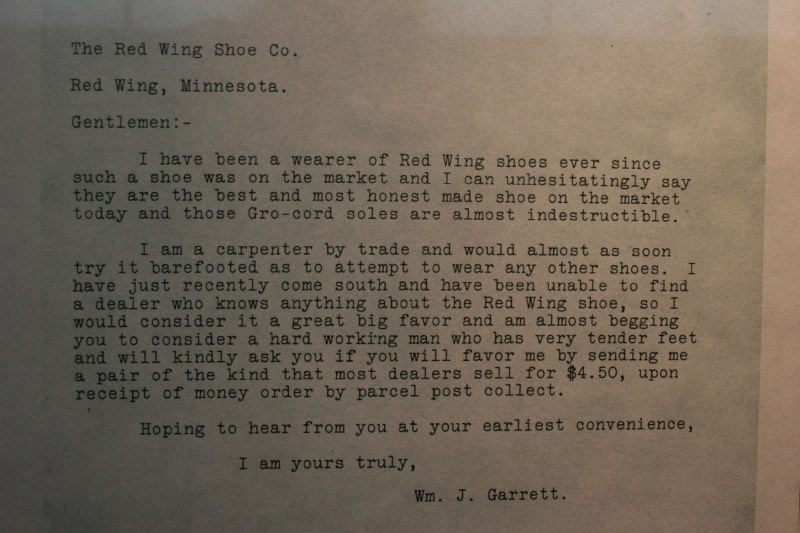 The Red Wing Shoe Co.
Red Wing, Minnesota.
Gentlemen:-
I have been a wearer of Red Wing shoes ever since
such a shoe was on the market and I can unhesitatingly say
they are the best and most honest made shoe on the market
today and those Gro-cord soles are almost indestructible.
I am a carpenter by trade and would almost as soon
try it barefooted as to attempt to wear any other shoes. I
have just recently come south and have been unable to find
a dealer who knows anything about the Red Wing shoe, so I
would consider it a great big favor and am almost begging
you to consider a hard working man who has very tender feet
and will kindly ask you if you will favor me by sending me
a pair of the kind that most dealers sell for $4.50, upon
receipt of money order by parcel post collect.
Hoping to hear from you at your earliest convenience,
I am yours truly,
Wm. J. Garrett.